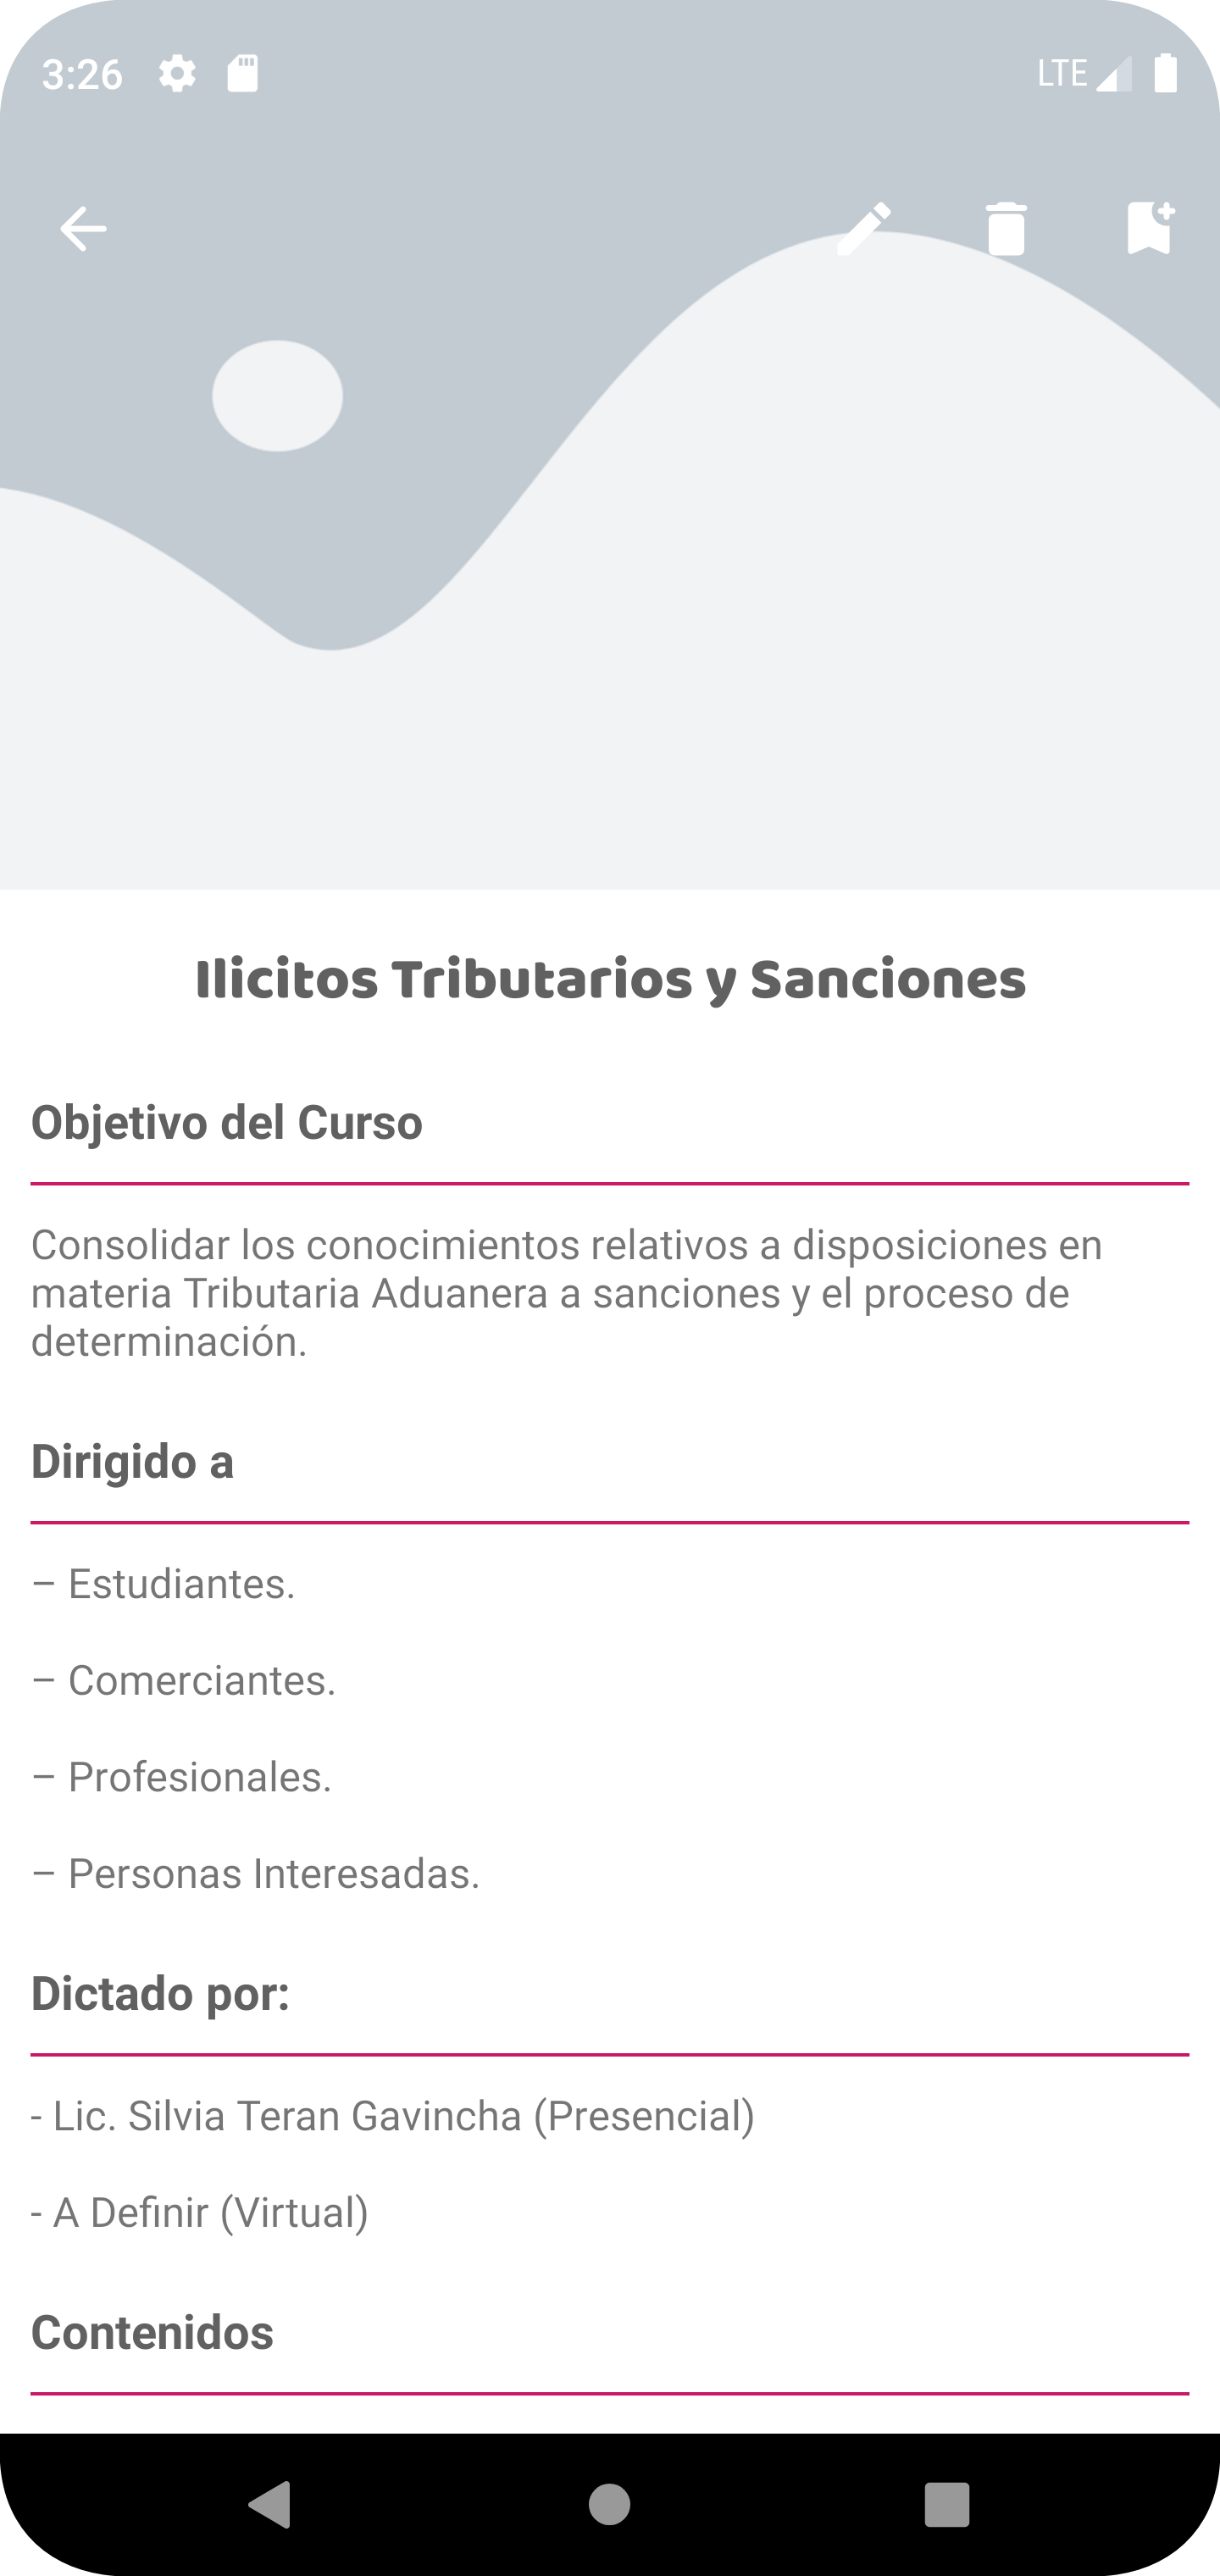 3:26 LTE
Ilicitos Tributarios y Sanciones
Objetivo del Curso
Consolidar los conocimientos relativos a disposiciones en
materia Tributaria Aduanera a sanciones y el proceso de
determinación.
Dirigido a
– Estudiantes.
– Comerciantes.
– Profesionales.
– Personas Interesadas.
Dictado por:
- Lic. Silvia Teran Gavincha (Presencial)
- A Definir (Virtual)
Contenidos